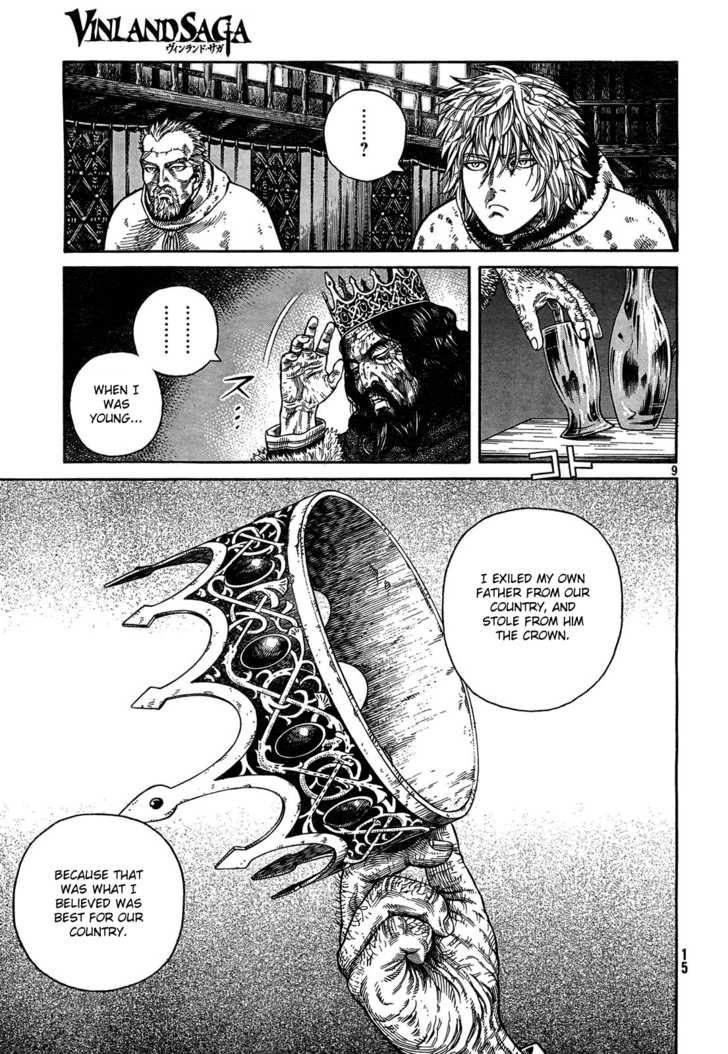 VINLAND SAGA
ヴィンランド・サガ
......?
............
WHEN I
WAS
YOUNG...
ス...
コト
9
I EXILED MY OWN
FATHER FROM OUR
COUNTRY, AND
STOLE FROM HIM
THE CROWN.
BECAUSE THAT
WAS WHAT I
BELIEVED WAS
BEST FOR OUR
COUNTRY.
15